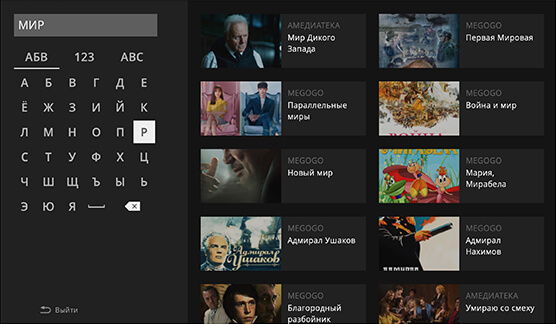 МИР
АБВ 123 ABC
А Б В Г Д Е
Ё Ж З И Й К
Л М Н О П Р
С Т У Ф Х Ц
Ч Ш Щ Ъ Ы Ь
Э Ю Я
Выйти
АМЕДИАТЕКА
Мир Дикого
Запада
MEGOGO
Первая Мировая
MEGOGO
Параллельные
миры
MEGOGO
Война и мир
MEGOGO
Новый мир
MEGOGO
Мария,
Мирабела
Адмирал
Ушаков
MEGOGO
Адмирал Ушаков
MEGOGO
Адмирал
Нахимов
MEGOGO
Благородный
разбойник
АМЕДИАТЕКА
Умираю со смеху